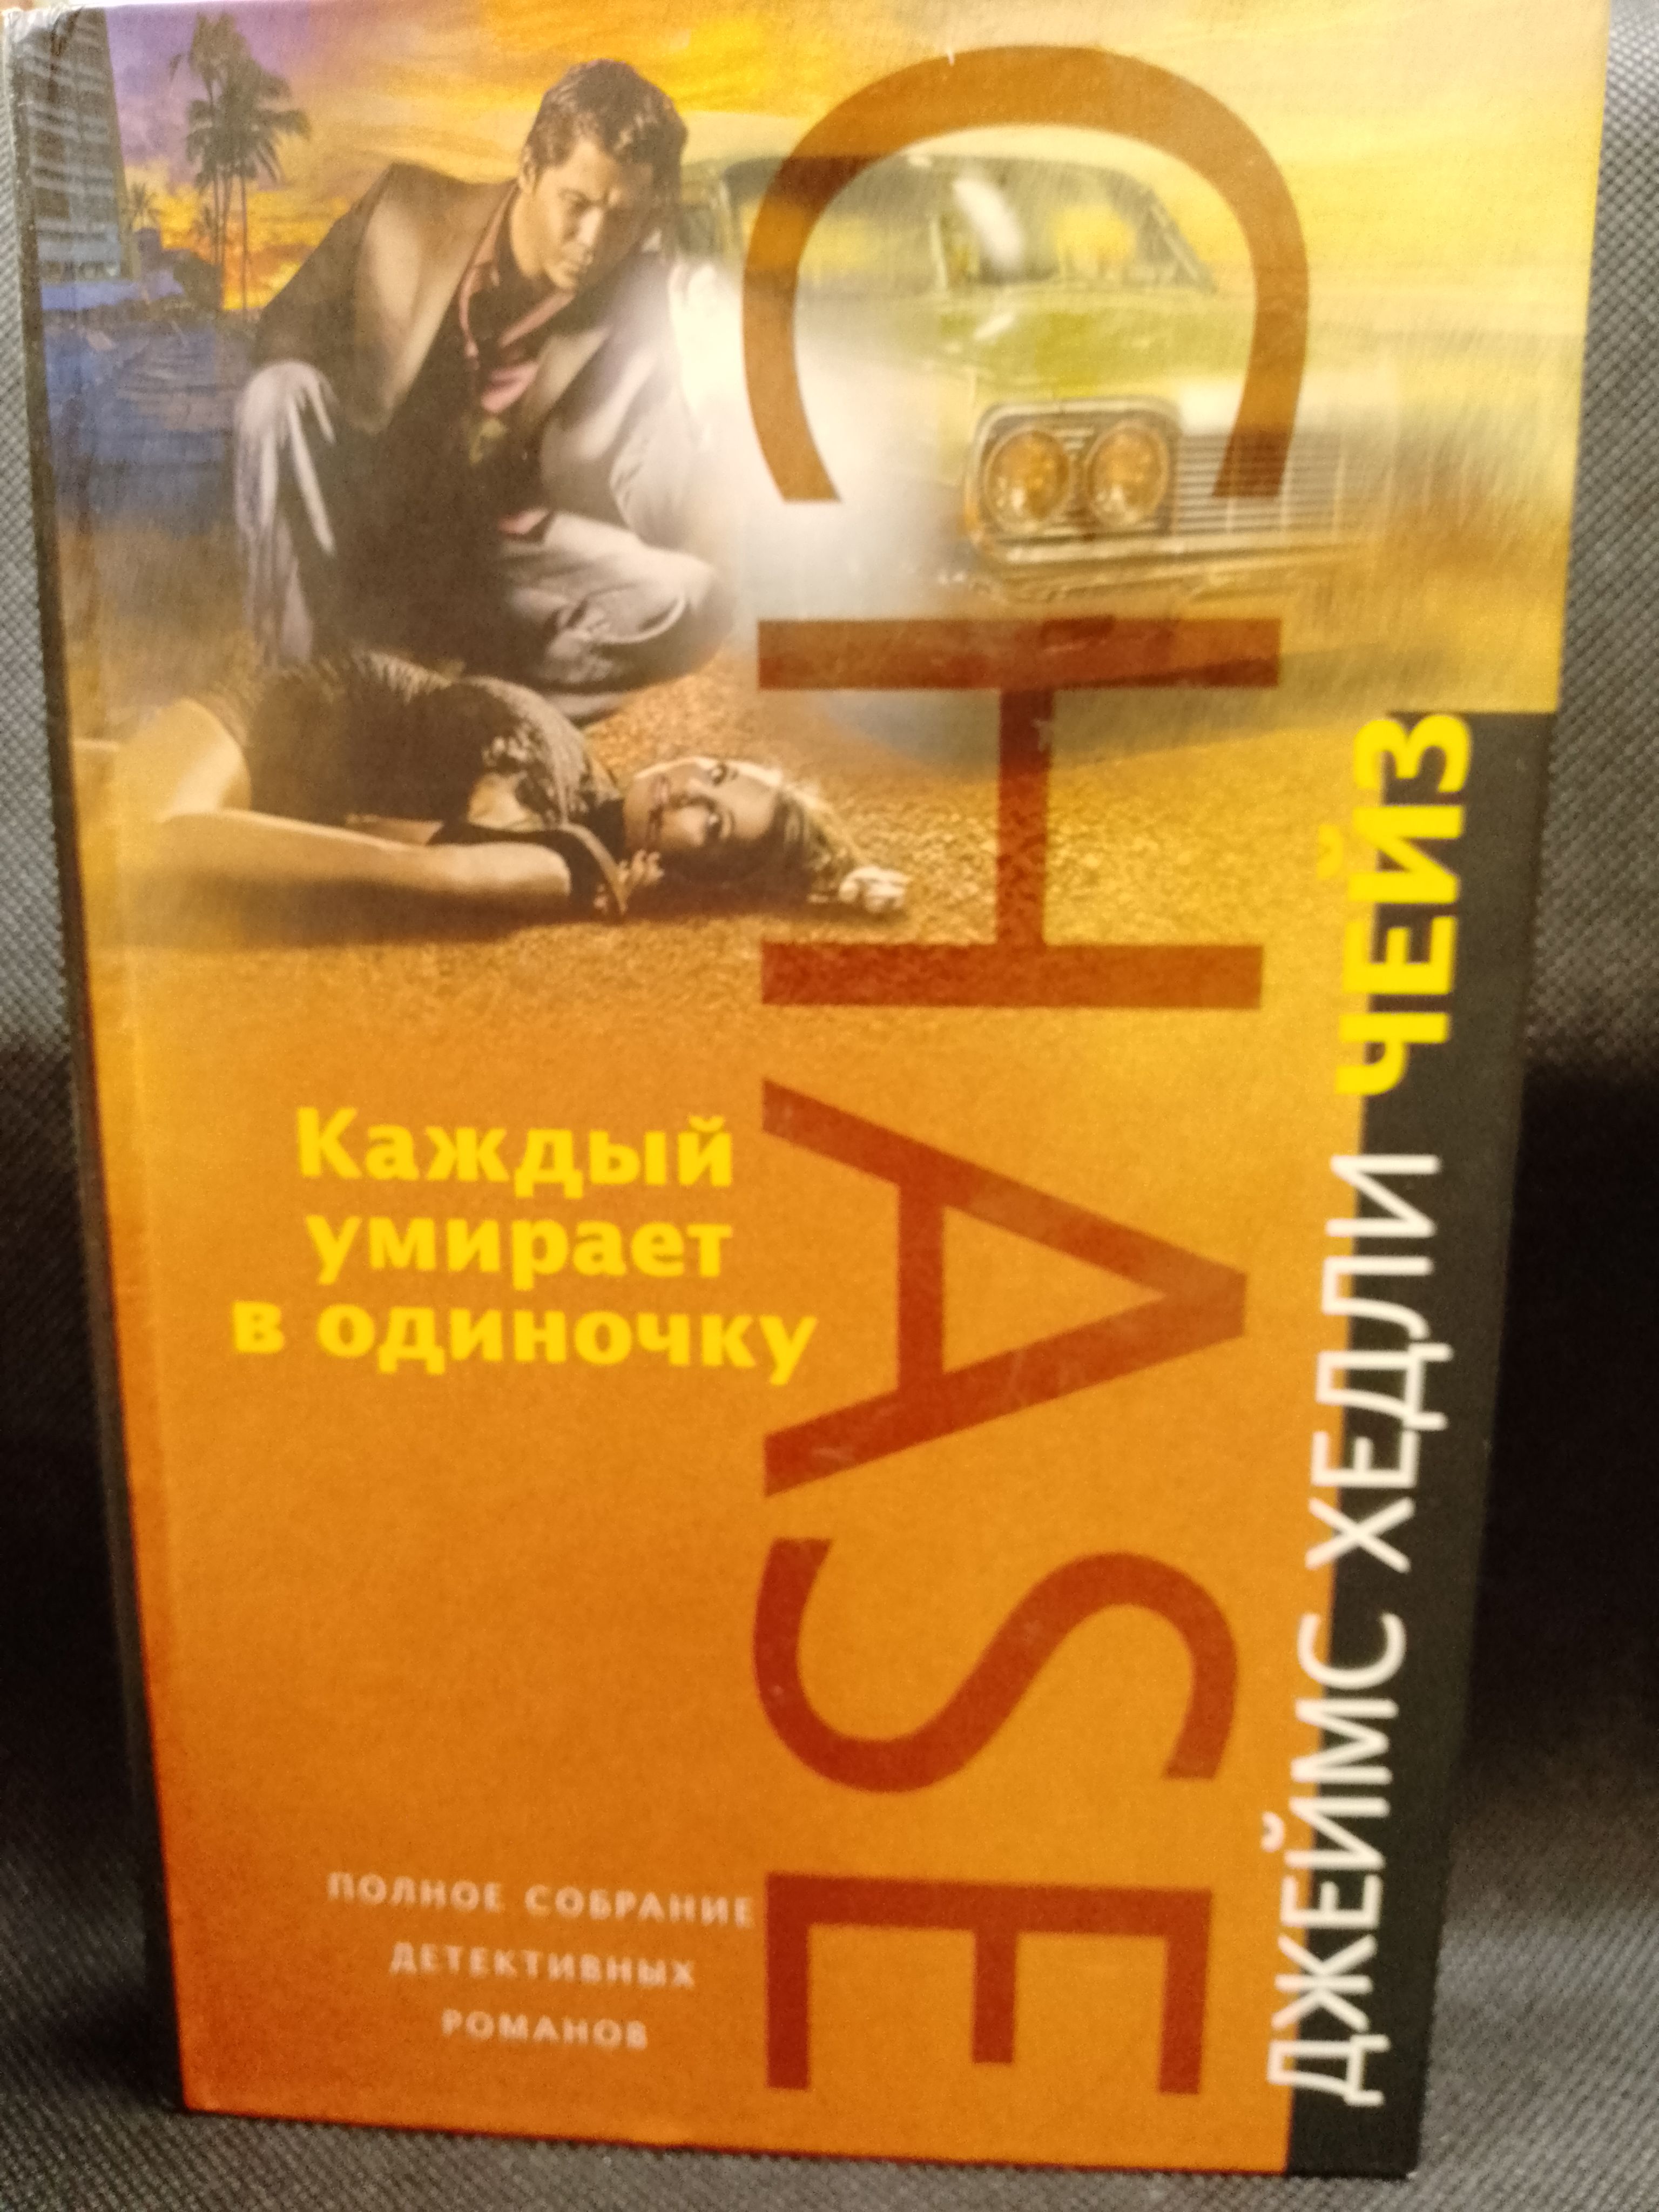 CHASE
ДЖЕЙМС ХЕДЛИ ЧЕЙЗ
Каждый
умирает
в одиночку
ПОЛНОЕ СОБРАНИЕ
ДЕТЕКТИВНЫХ
РОМАНОВ